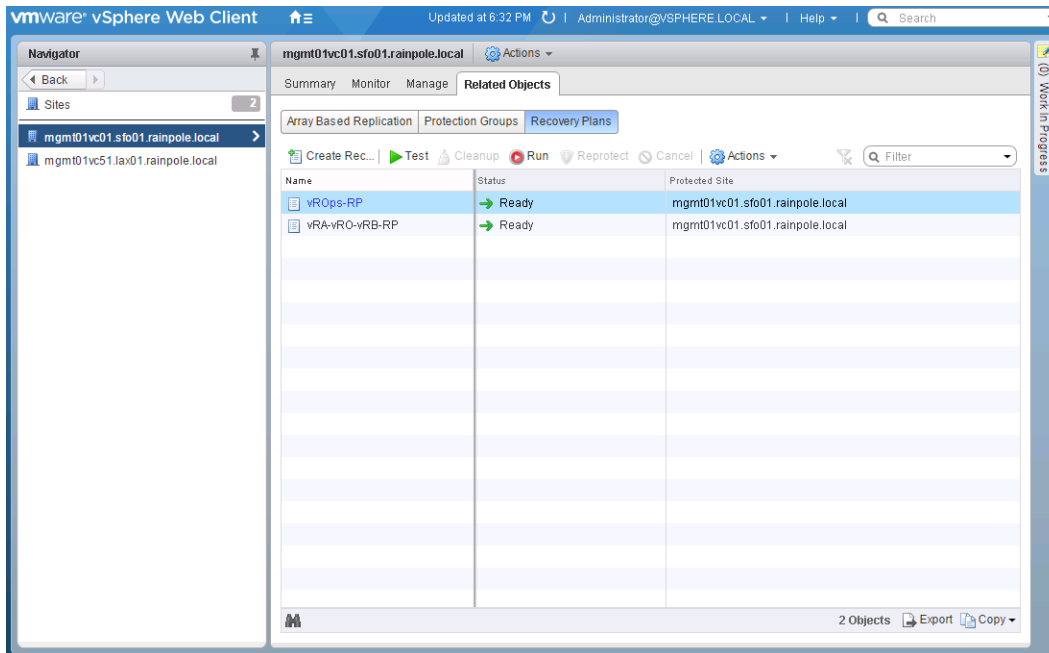 vmware® vSphere Web Client Updated at 6:32 PM | Administrator@VSPHERE.LOCAL | Help | Search
Navigator
Back
Sites 2
mgmt01vc01.sfo01.rainpole.local
mgmt01vc51.lax01.rainpole.local
mgmt01vc01.sfo01.rainpole.local Actions
Summary Monitor Manage Related Objects
Array Based Replication Protection Groups Recovery Plans
Create Rec... | Test Cleanup Run Reprotect Cancel | Actions Filter
Name Status Protected Site
vROps-RP Ready mgmt01vc01.sfo01.rainpole.local
vRA-vRO-vRB-RP Ready mgmt01vc01.sfo01.rainpole.local
2 Objects Export Copy
(0) Work In Progress